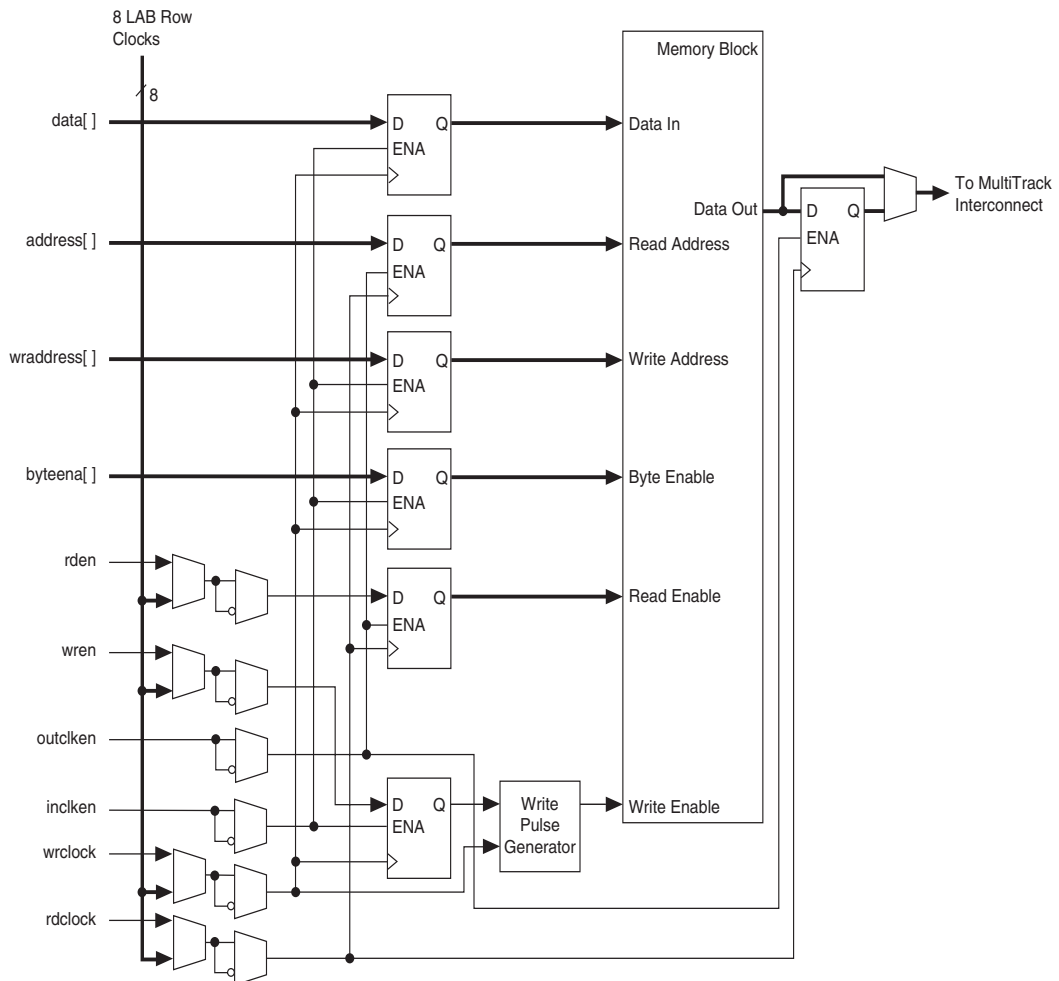 8 LAB Row
Clocks
8
Memory Block
data[ ]
D Q
ENA
Data In
Data Out
D Q
ENA
To MultiTrack
Interconnect
address[ ]
D Q
ENA
Read Address
wraddress[ ]
D Q
ENA
Write Address
byteena[ ]
D Q
ENA
Byte Enable
rden
D Q
ENA
Read Enable
wren
outclken
inclken
D Q
ENA
Write
Pulse
Generator
Write Enable
wrclock
rdclock